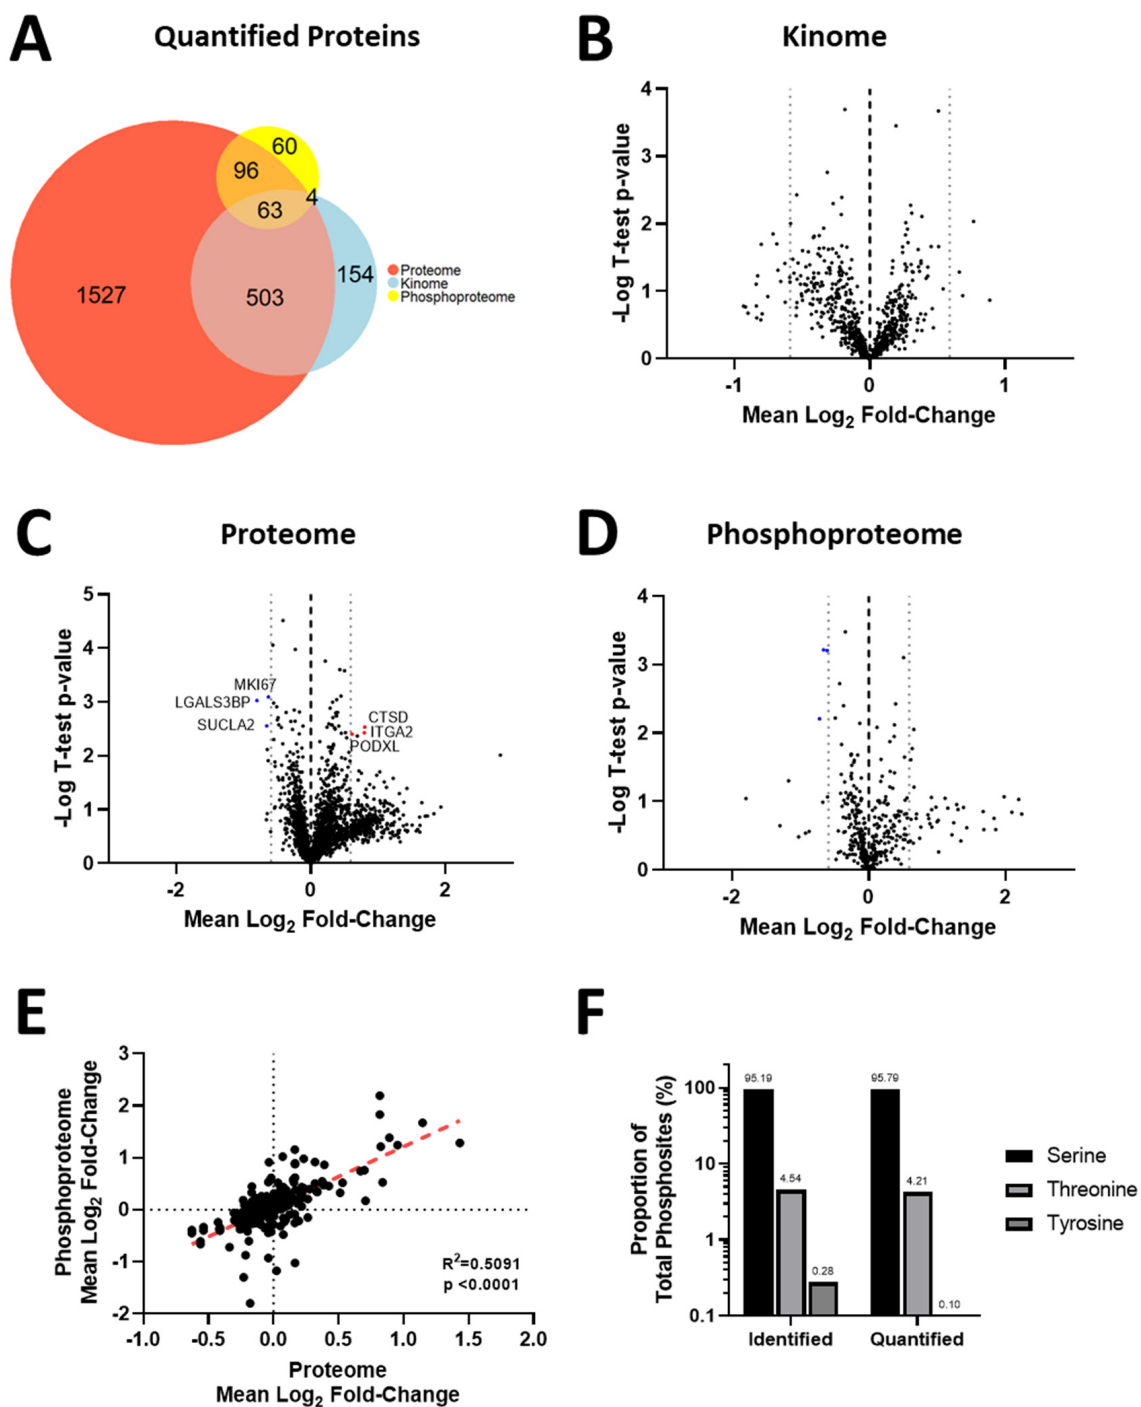 A
Quantified Proteins
60
96
4
63
154
1527
503
Proteome
Kinome
Phosphoproteome
B
Kinome
4
3
2
1
0
-Log T-test p-value
-1
0
1
Mean Log2 Fold-Change
C
Proteome
5
4
3
2
1
0
-Log T-test p-value
MKI67
LGALS3BP
SUCLA2
CTSD
ITGA2
PODXL
-2
0
2
Mean Log2 Fold-Change
D
Phosphoproteome
4
3
2
1
0
-Log T-test p-value
-2
0
2
Mean Log2 Fold-Change
E
Phosphoproteome
Mean Log2 Fold-Change
3
2
1
0
-1
-2
R2=0.5091
p <0.0001
-1.0
-0.5
0.0
0.5
1.0
1.5
2.0
Proteome
Mean Log2 Fold-Change
F
Proportion of
Total Phosphosites (%)
100
10
1
0.1
95.19
4.54
0.28
95.79
4.21
0.10
Identified
Quantified
Serine
Threonine
Tyrosine